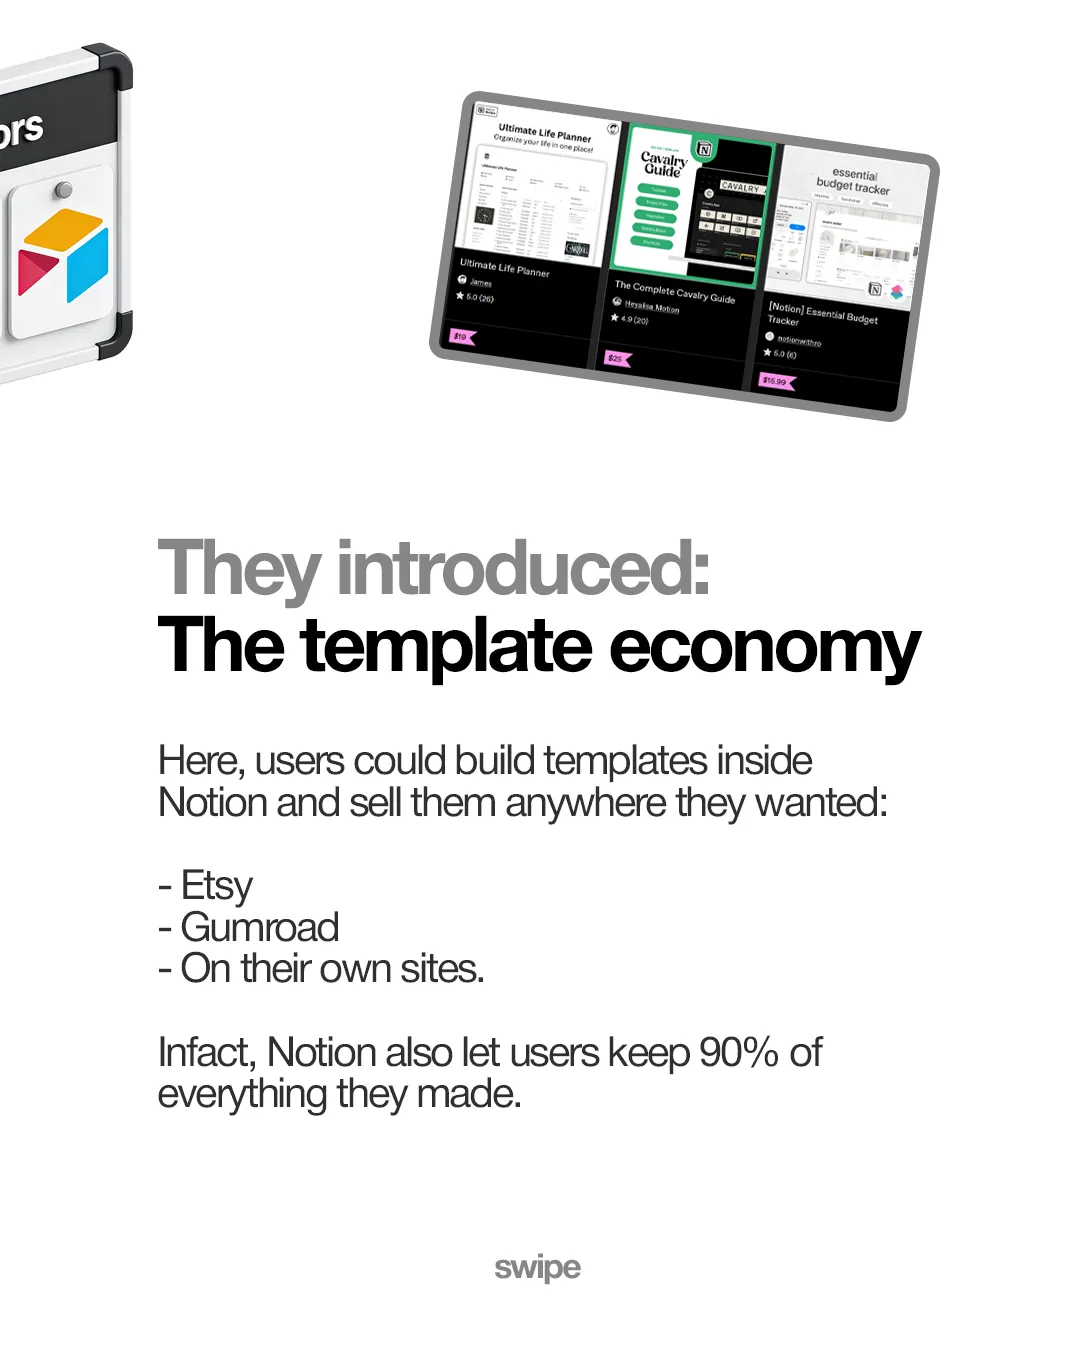 ors
Ultimate Life Planner
Organize your life in one place!
Ultimate Life Planner
Ultimate Life Planner
James
5.0 (26)
$19
Cavalry
Guide
CAVALRY
The Complete Cavalry Guide
Heyalisa Motion
4.9 (20)
$25
essential
budget tracker
[Notion] Essential Budget
Tracker
notionwithro
5.0 (6)
$15.99
They introduced:
The template economy
Here, users could build templates inside
Notion and sell them anywhere they wanted:
- Etsy
- Gumroad
- On their own sites.
Infact, Notion also let users keep 90% of
everything they made.
swipe